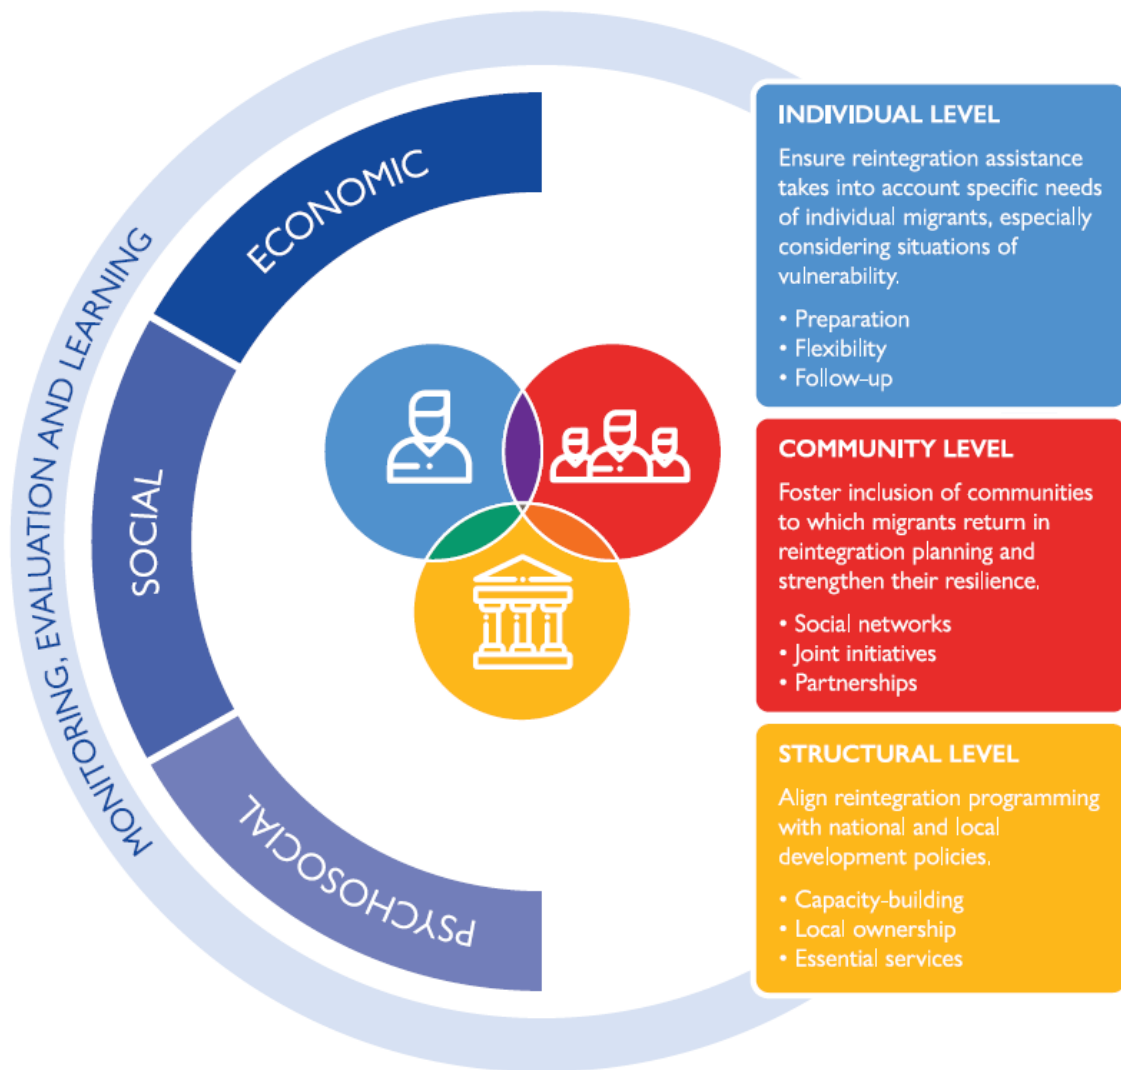 MONITORING, EVALUATION AND LEARNING
ECONOMIC
SOCIAL
PSYCHOSOCIAL
INDIVIDUAL LEVEL
Ensure reintegration assistance
takes into account specific needs
of individual migrants, especially
considering situations of
vulnerability.
• Preparation
• Flexibility
• Follow-up
COMMUNITY LEVEL
Foster inclusion of communities
to which migrants return in
reintegration planning and
strengthen their resilience.
• Social networks
• Joint initiatives
• Partnerships
STRUCTURAL LEVEL
Align reintegration programming
with national and local
development policies.
• Capacity-building
• Local ownership
• Essential services